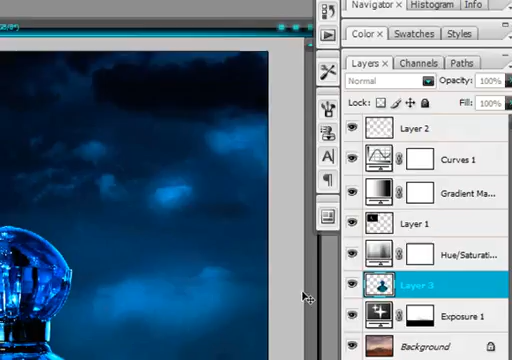 Navigator × Histogram Info
Color × Swatches Styles
Layers × Channels Paths
Normal Opacity: 100%
Lock: Fill: 100%
Layer 2
Curves 1
Gradient Ma...
Layer 1
Hue/Saturati...
Layer 3
Exposure 1
Background